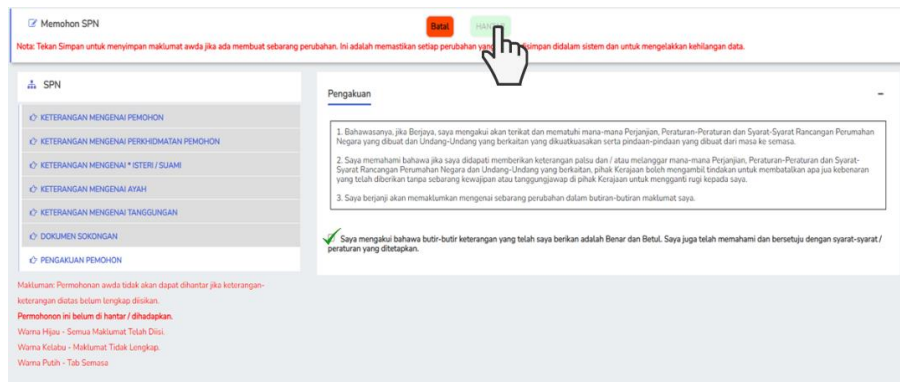 Memohon SPN
Batal
HANTAR
Nota: Tekan Simpan untuk menyimpan maklumat awda jika ada membuat sebarang perubahan. Ini adalah memastikan setiap perubahan yang disimpan didalam sistem dan untuk mengelakkan kehilangan data.
SPN
KETERANGAN MENGENAI PEMOHON
KETERANGAN MENGENAI PERKHIDMATAN PEMOHON
KETERANGAN MENGENAI * ISTERI / SUAMI
KETERANGAN MENGENAI AYAH
KETERANGAN MENGENAI TANGGUNGAN
DOKUMEN SOKONGAN
PENGAKUAN PEMOHON
Makluman: Permohonan awda tidak akan dapat dihantar jika keterangan-
keterangan diatas belum lengkap diisikan.
Permohonon ini belum di hantar / dihadapkan.
Warna Hijau - Semua Maklumat Telah Diisi.
Warna Kelabu - Maklumat Tidak Lengkap.
Warna Putih - Tab Semasa
Pengakuan
1. Bahawasanya, jika Berjaya, saya mengakui akan terikat dan mematuhi mana-mana Perjanjian, Peraturan-Peraturan dan Syarat-Syarat Rancangan Perumahan
Negara yang dibuat dan Undang-Undang yang berkaitan yang dikuatkuasakan serta pindaan-pindaan yang dibuat dari masa ke semasa.
2. Saya memahami bahawa jika saya didapati memberikan keterangan palsu dan / atau melanggar mana-mana Perjanjian, Peraturan-Peraturan dan Syarat-
Syarat Rancangan Perumahan Negara dan Undang-Undang yang berkaitan, pihak Kerajaan boleh mengambil tindakan untuk membatalkan apa jua kebenaran
yang telah diberikan tanpa sebarang kewajipan atau tanggungjawap di pihak Kerajaan untuk mengganti rugi kepada saya.
3. Saya berjanji akan memaklumkan mengenai sebarang perubahan dalam butiran-butiran maklumat saya.
Saya mengakui bahawa butir-butir keterangan yang telah saya berikan adalah Benar dan Betul. Saya juga telah memahami dan bersetuju dengan syarat-syarat /
peraturan yang ditetapkan.